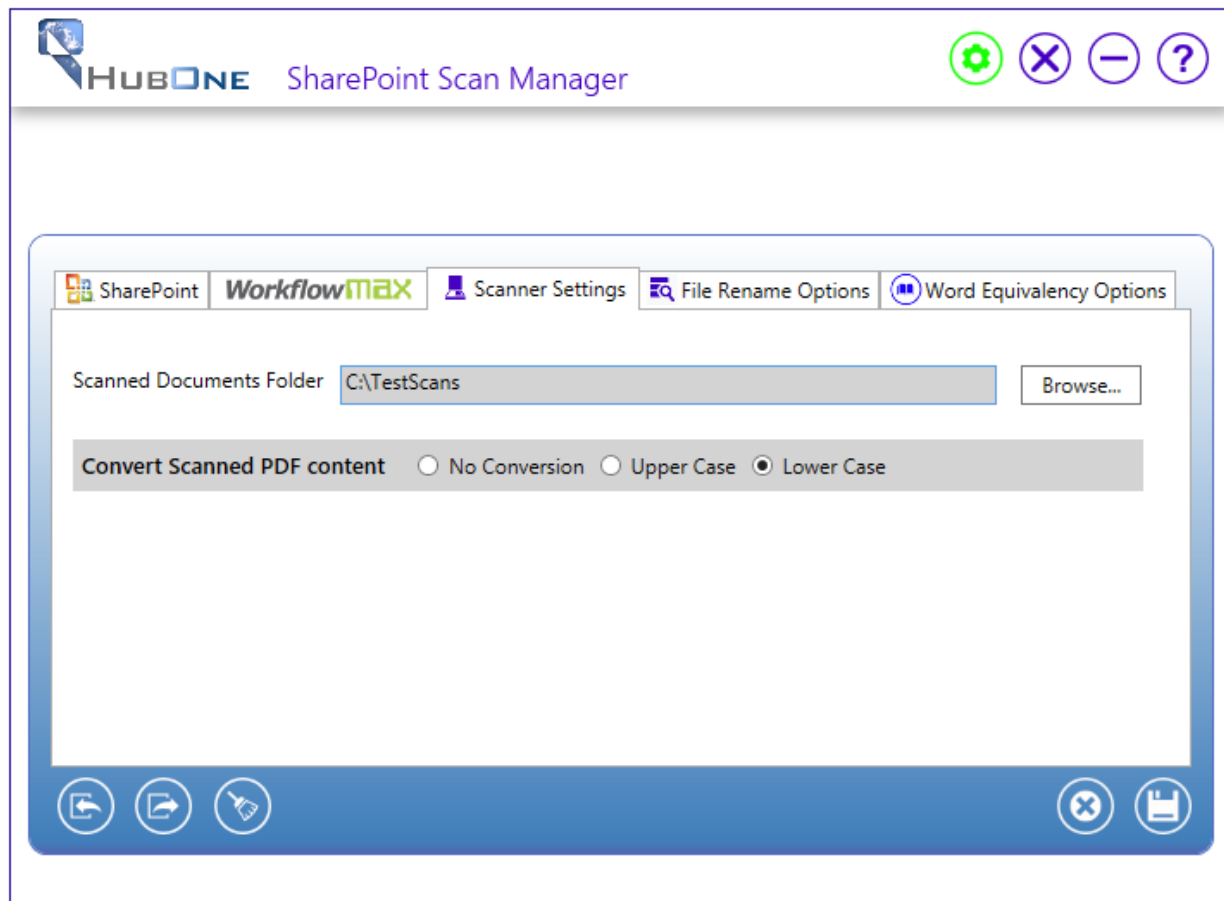 HUBONE SharePoint Scan Manager ?
SharePoint WorkflowMAX Scanner Settings File Rename Options Word Equivalency Options
Scanned Documents Folder C:\TestScans Browse...
Convert Scanned PDF content No Conversion Upper Case Lower Case